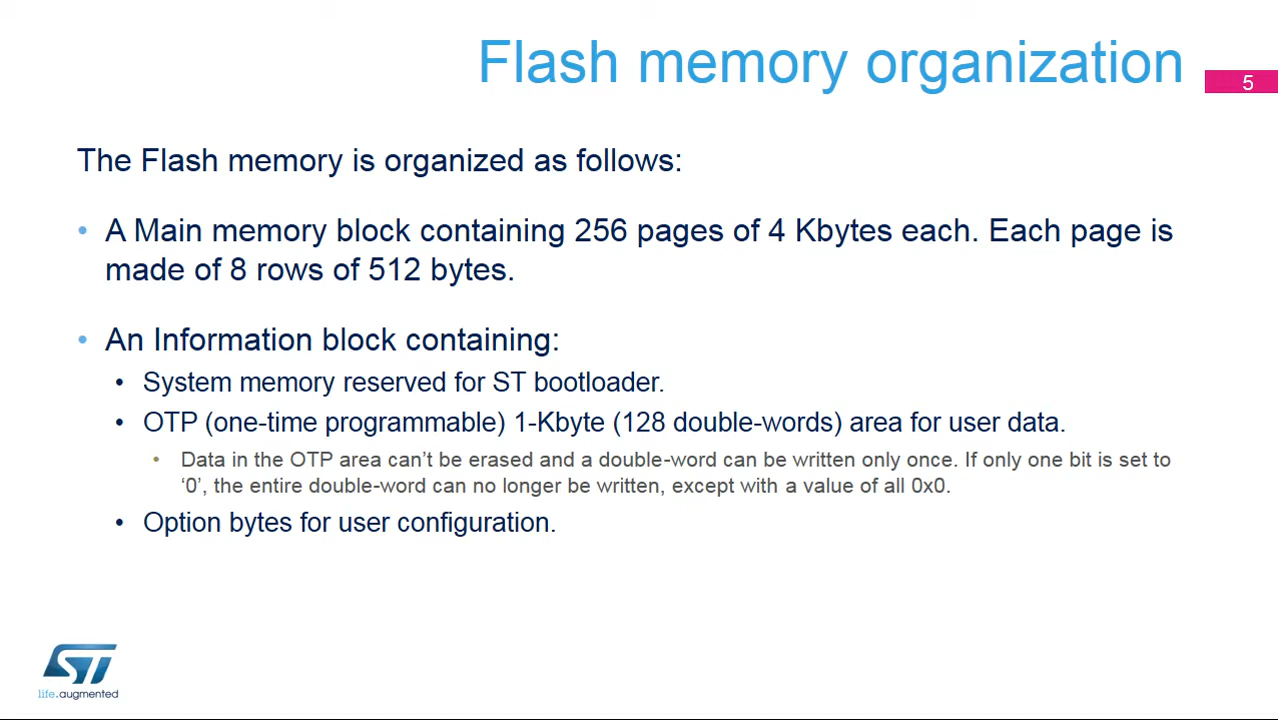 Flash memory organization
5
The Flash memory is organized as follows:
• A Main memory block containing 256 pages of 4 Kbytes each. Each page is
made of 8 rows of 512 bytes.
• An Information block containing:
• System memory reserved for ST bootloader.
• OTP (one-time programmable) 1-Kbyte (128 double-words) area for user data.
• Data in the OTP area can’t be erased and a double-word can be written only once. If only one bit is set to
‘0’, the entire double-word can no longer be written, except with a value of all 0x0.
• Option bytes for user configuration.
ST
life.augmented